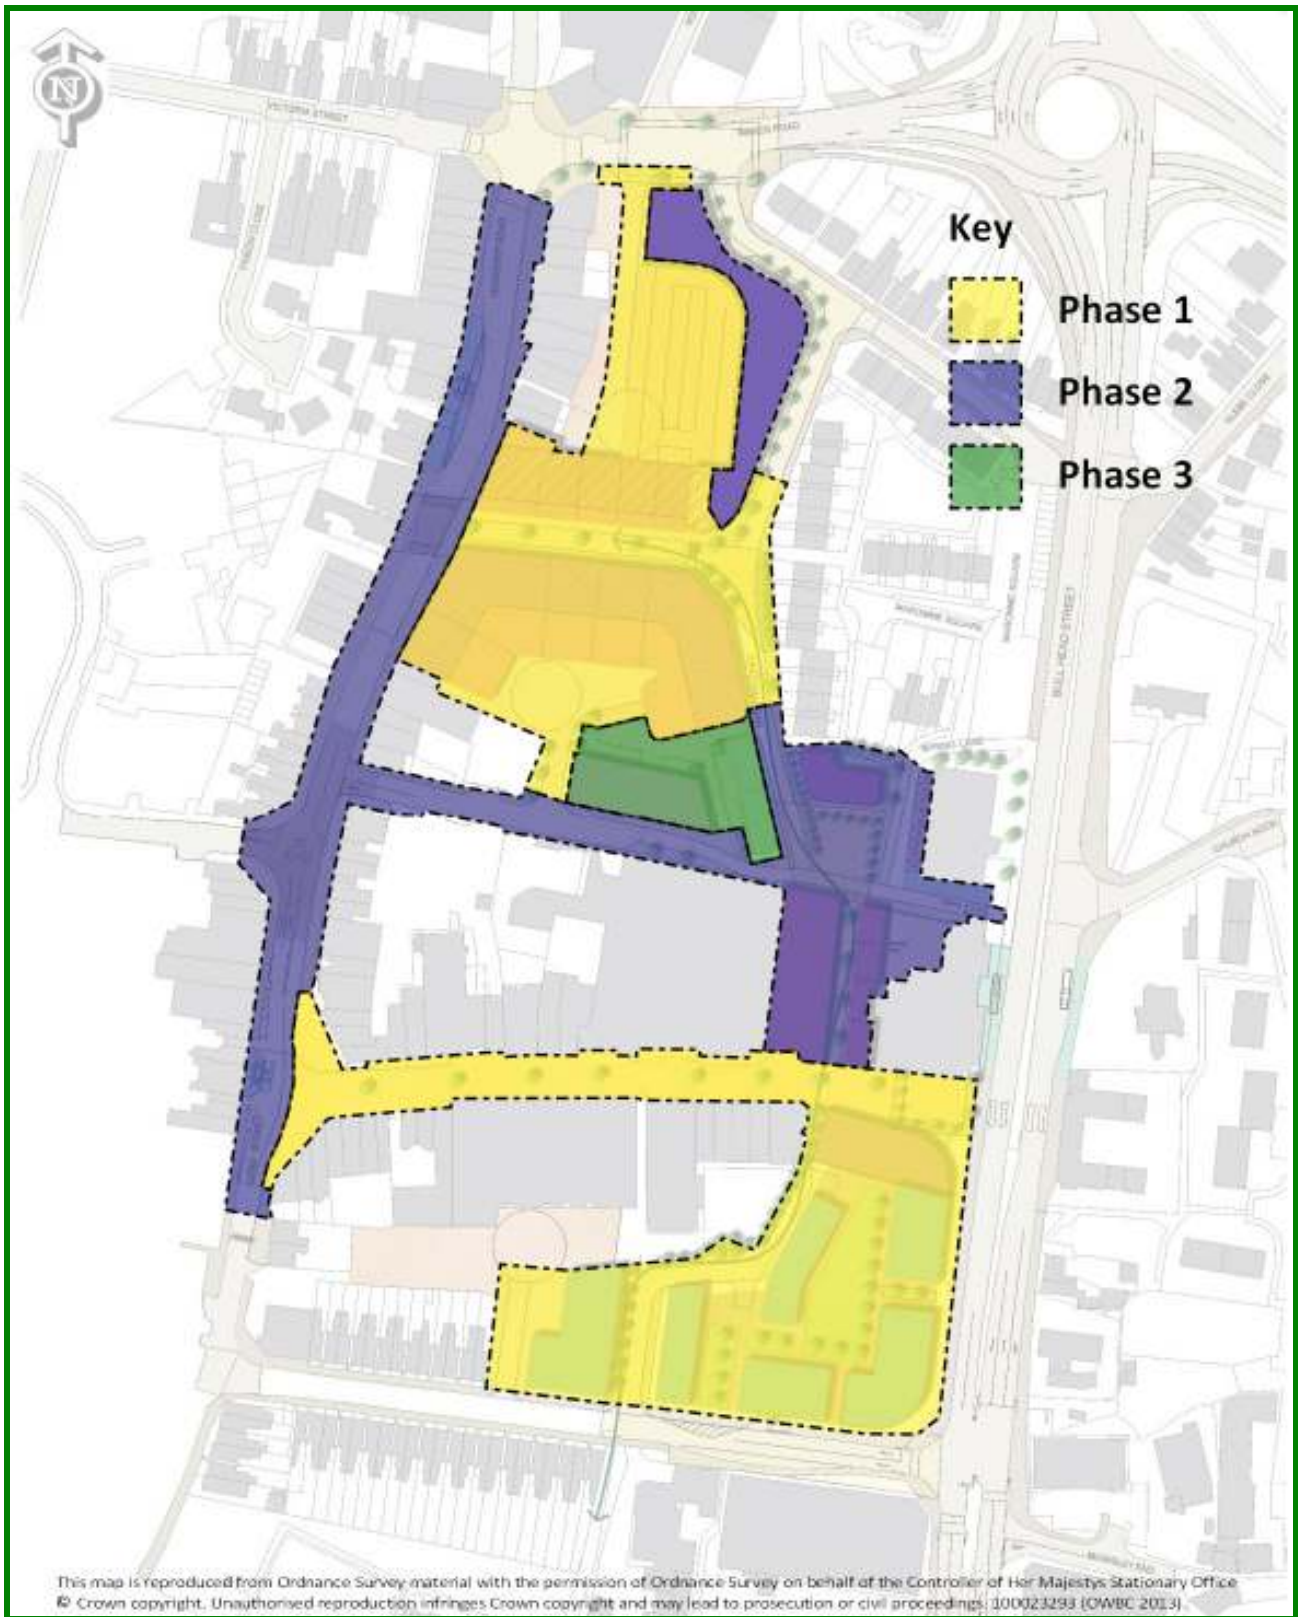 N
VICTORIA STREET
Key
Phase 1
Phase 2
Phase 3
BULL HEAD STREET
CHURCH NOOK
This map is reproduced from Ordnance Survey material with the permission of Ordnance Survey on behalf of the Controller of Her Majestys Stationary Office
© Crown copyright. Unauthorised reproduction infringes Crown copyright and may lead to prosecution or civil proceedings: 100023293 (OWBC 2013)